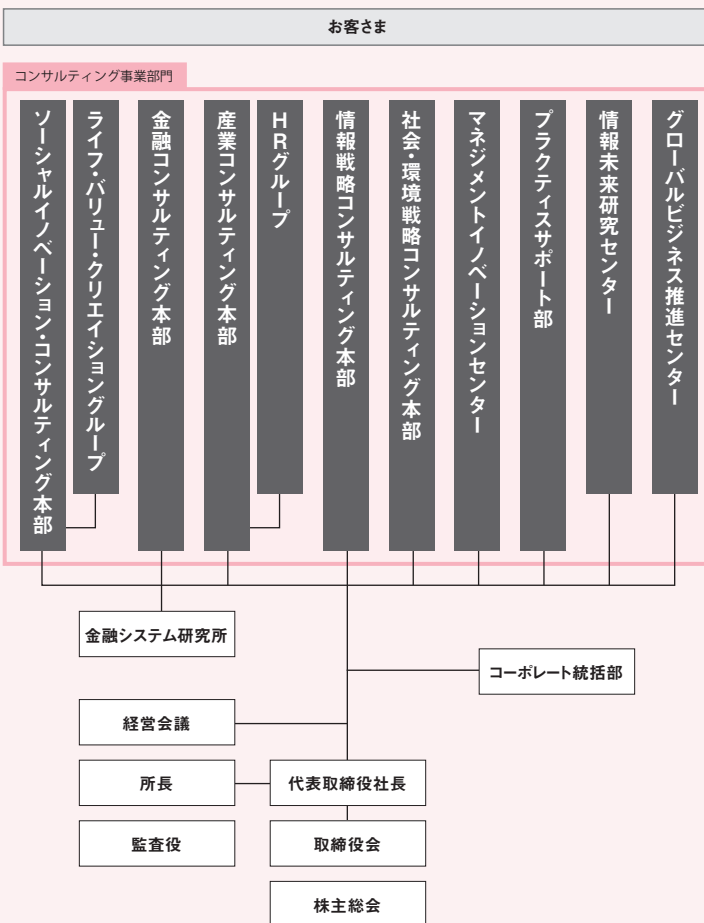 お客さま
コンサルティング事業部門
ソーシャルイノベーション・コンサルティング本部
ライフ・バリュー・クリエイショングループ
金融コンサルティング本部
産業コンサルティング本部
HRグループ
情報戦略コンサルティング本部
社会・環境戦略コンサルティング本部
マネジメントイノベーションセンター
プラクティスサポート部
情報未来研究センター
グローバルビジネス推進センター
金融システム研究所
コーポレート統括部
経営会議
所長
代表取締役社長
監査役
取締役会
株主総会